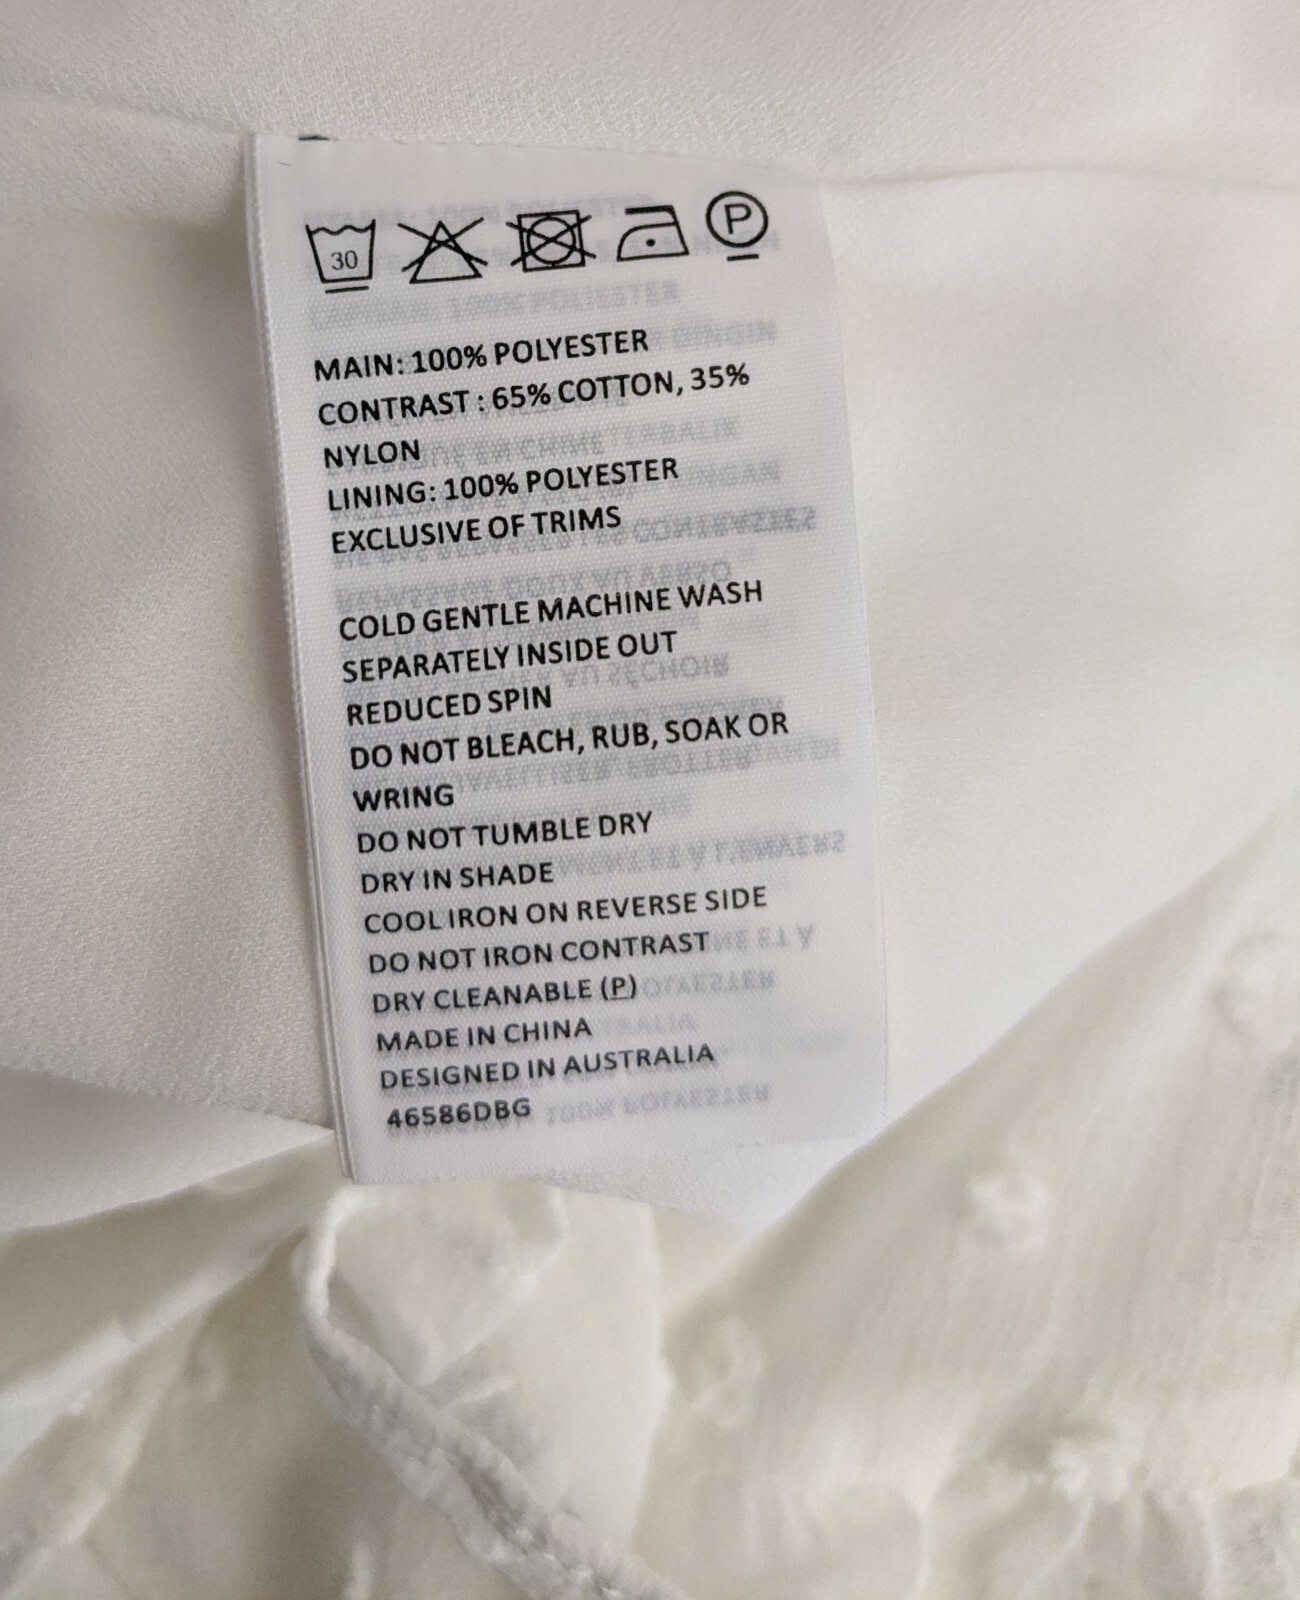 30
P
MAIN: 100% POLYESTER
CONTRAST : 65% COTTON, 35%
NYLON
LINING: 100% POLYESTER
EXCLUSIVE OF TRIMS
COLD GENTLE MACHINE WASH
SEPARATELY INSIDE OUT
REDUCED SPIN
DO NOT BLEACH, RUB, SOAK OR
WRING
DO NOT TUMBLE DRY
DRY IN SHADE
COOL IRON ON REVERSE SIDE
DO NOT IRON CONTRAST
DRY CLEANABLE (P)
MADE IN CHINA
DESIGNED IN AUSTRALIA
46586DBG